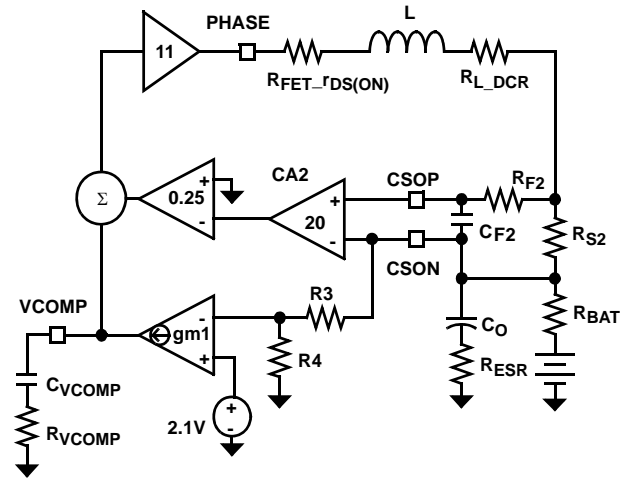 PHASE
L
11
RFET_rDS(ON)
RL_DCR
Σ
0.25
+
-
CA2
20
+
-
CSOP
CSON
RF2
CF2
RS2
VCOMP
gm1
-
+
R3
R4
CO
RESR
RBAT
CVCOMP
RVCOMP
2.1V
+
-